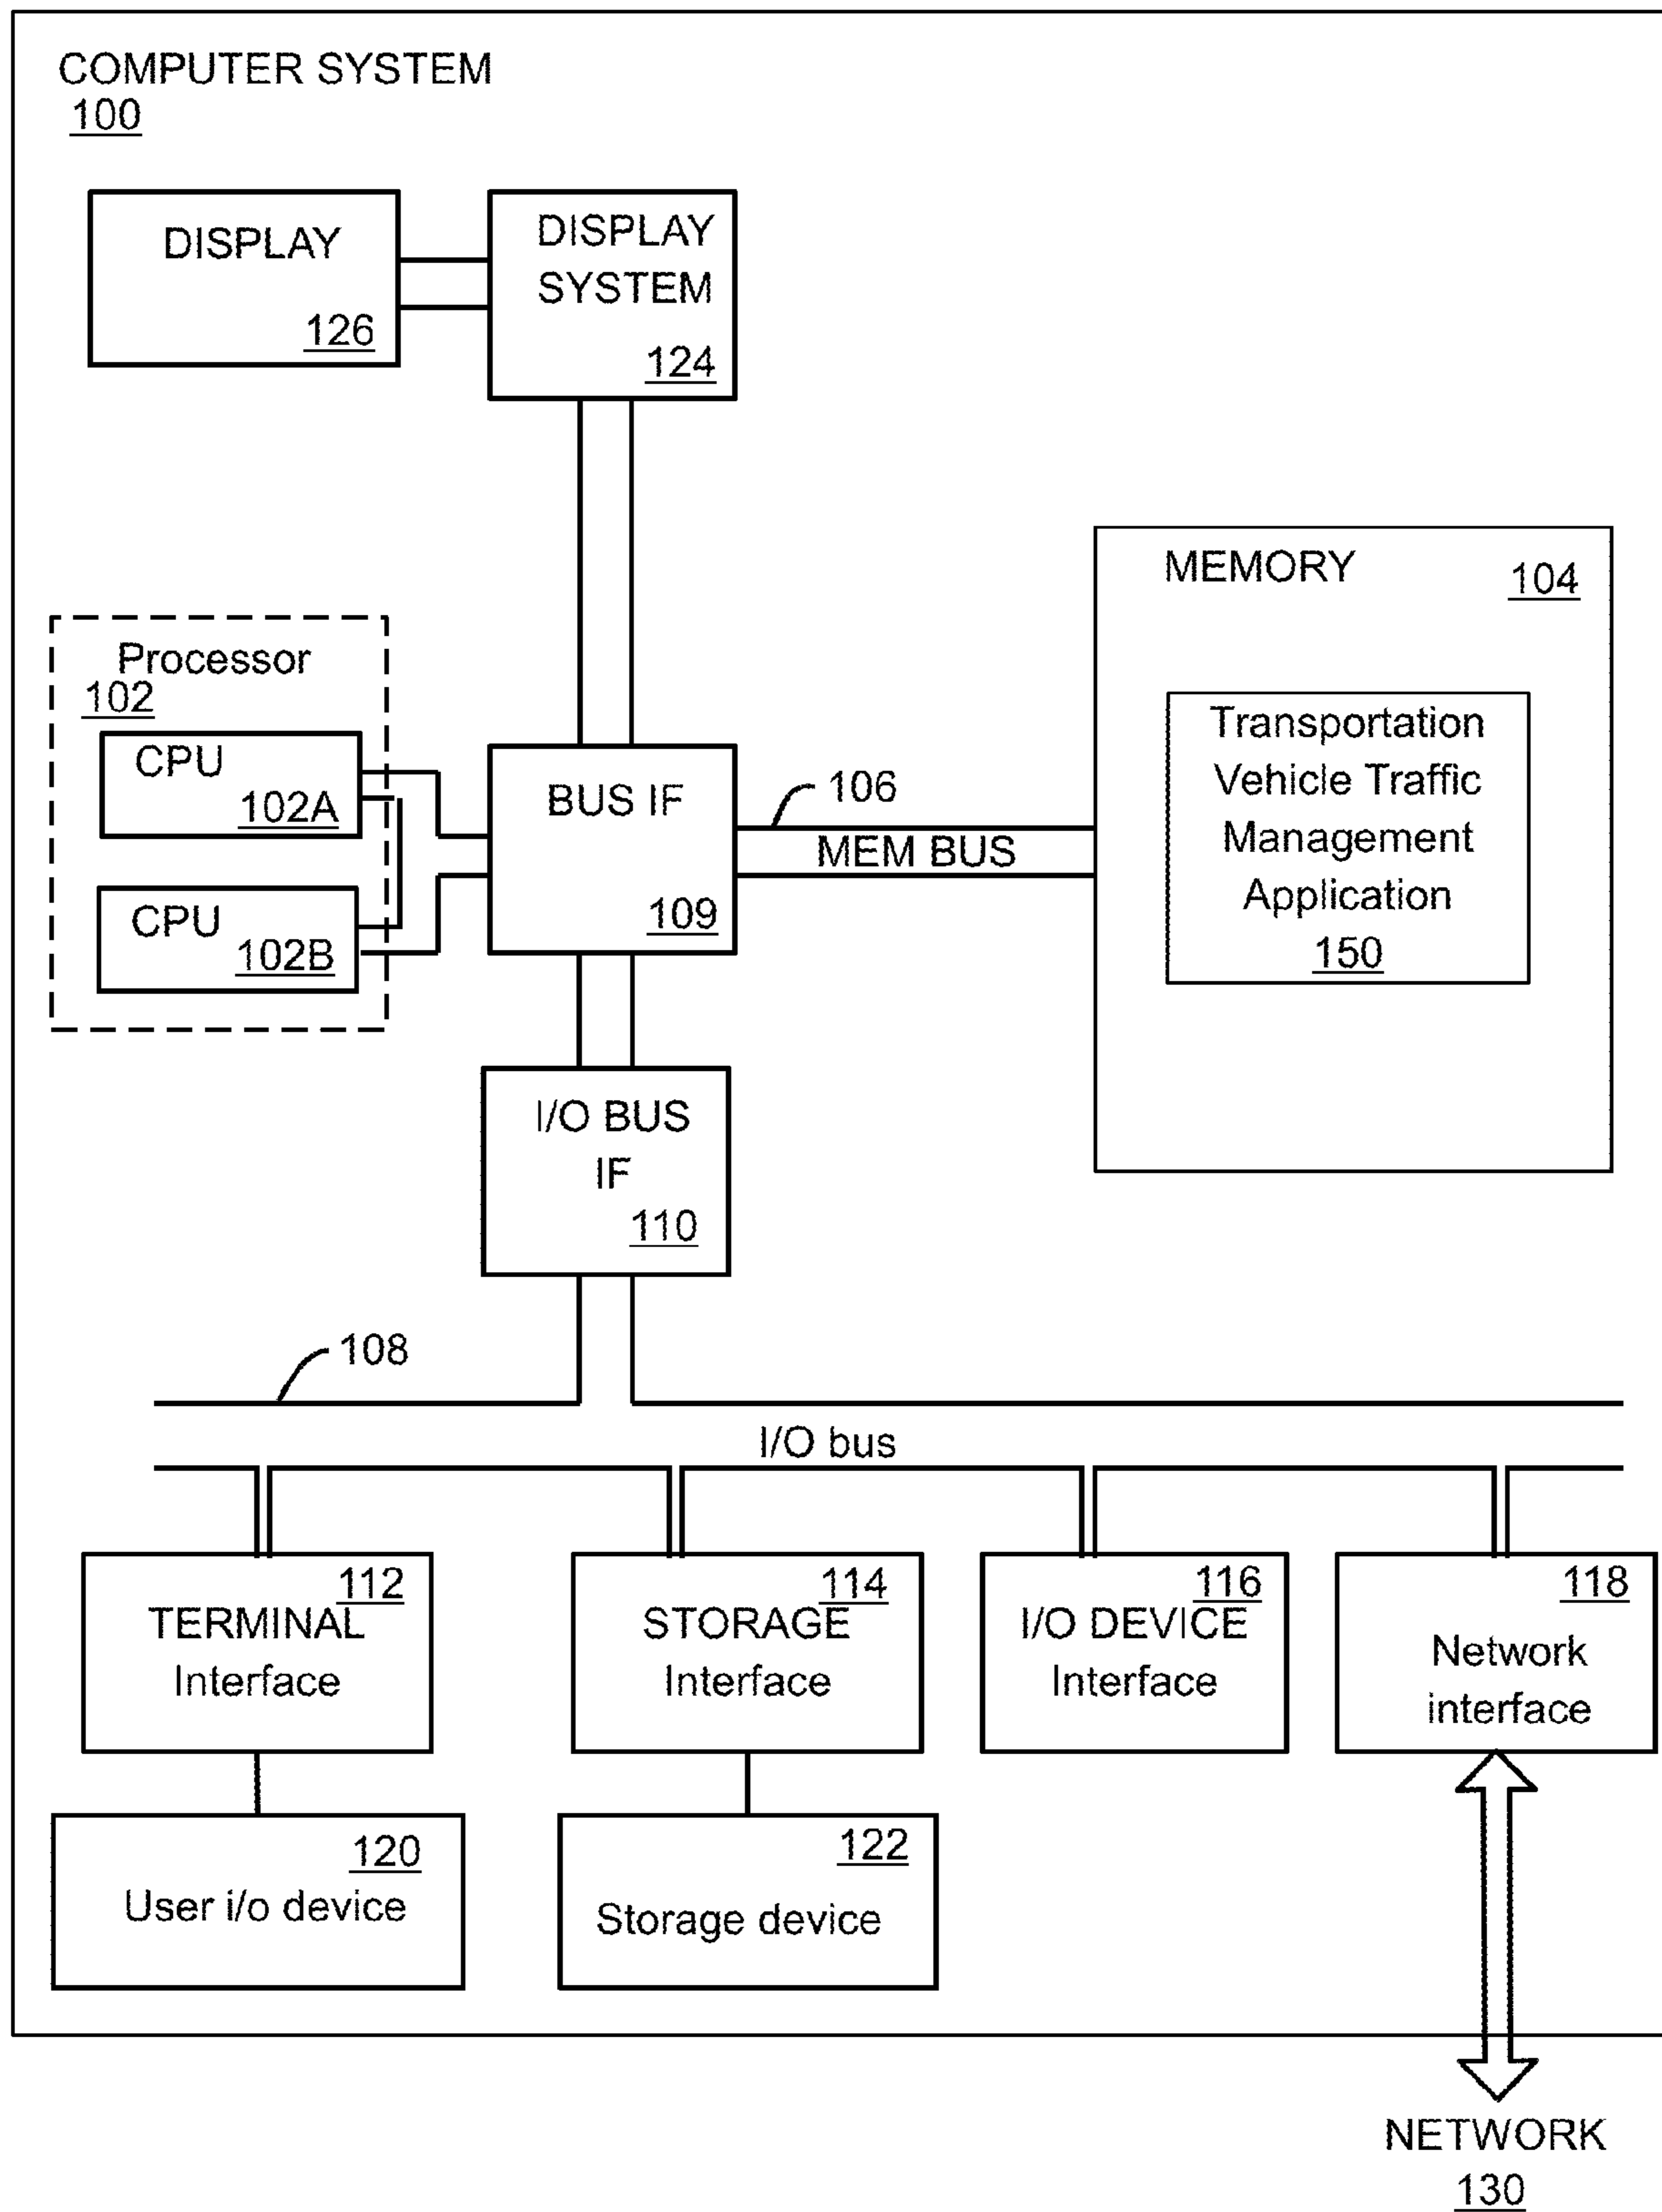 COMPUTER SYSTEM
100
DISPLAY
126
DISPLAY
SYSTEM
124
MEMORY
104
Transportation
Vehicle Traffic
Management
Application
150
Processor
102
CPU
102A
CPU
102B
BUS IF
109
106
MEM BUS
I/O BUS
IF
110
108
I/O bus
112
TERMINAL
Interface
114
STORAGE
Interface
116
I/O DEVICE
Interface
118
Network
interface
120
User i/o device
122
Storage device
NETWORK
130